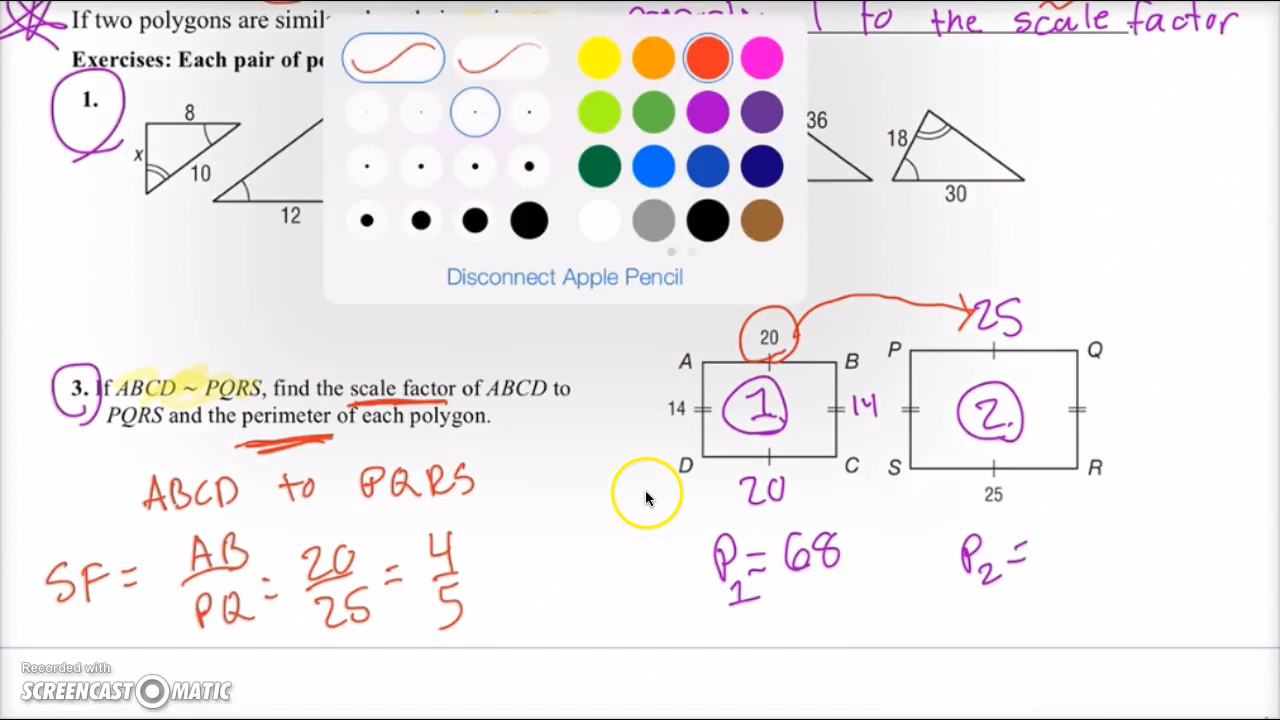 If two polygons are simil
1 to the scale factor
Exercises: Each pair of po
1.
8
x
10
12
36
18
30
Disconnect Apple Pencil
3. If ABCD ~ PQRS, find the scale factor of ABCD to
PQRS and the perimeter of each polygon.
20
25
A
B
P
Q
14
1
14
2.
D
C
S
R
20
25
ABCD to PQRS
SF = AB/PQ = 20/25 = 4/5
P1 = 68
P2 =
Recorded with
SCREENCAST MATIC